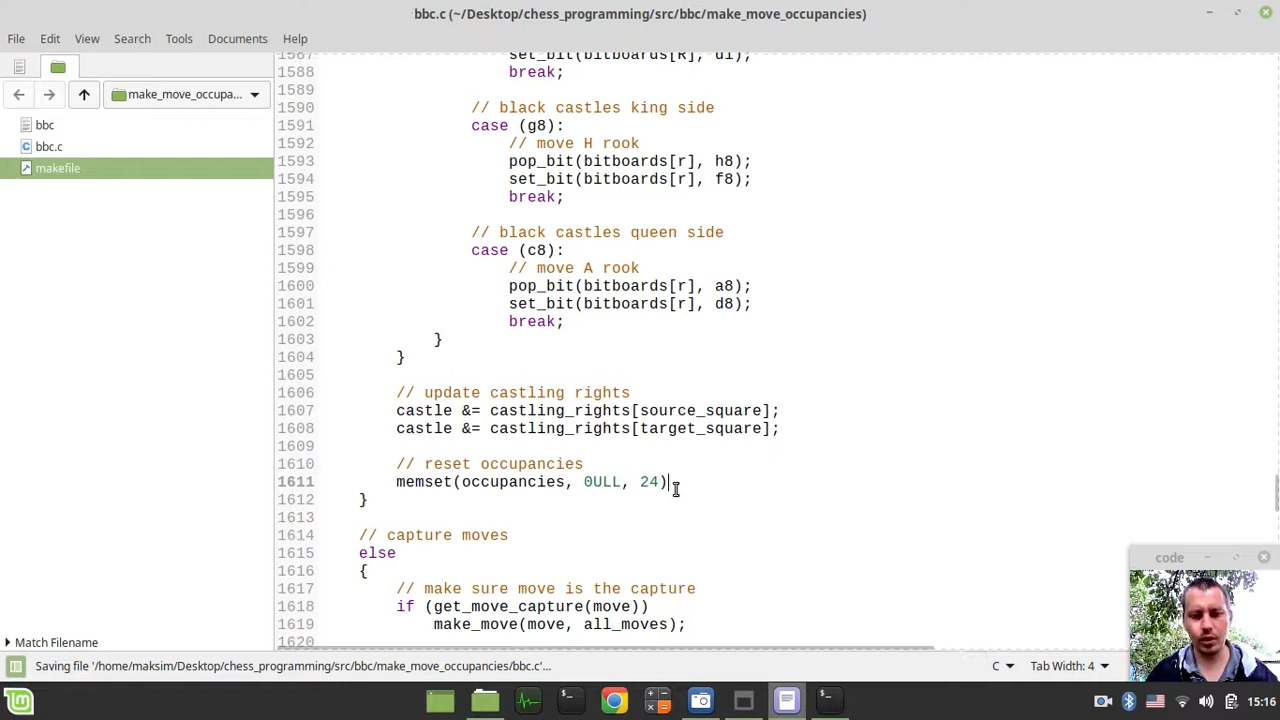 bbc.c (~/Desktop/chess_programming/src/bbc/make_move_occupancies)
File Edit View Search Tools Documents Help
make_move_occupa...
bbc
bbc.c
makefile
Match Filename
1587 set_bit(bitboards[R], d1);
1588 break;
1589
1590 // black castles king side
1591 case (g8):
1592 // move H rook
1593 pop_bit(bitboards[r], h8);
1594 set_bit(bitboards[r], f8);
1595 break;
1596
1597 // black castles queen side
1598 case (c8):
1599 // move A rook
1600 pop_bit(bitboards[r], a8);
1601 set_bit(bitboards[r], d8);
1602 break;
1603 }
1604 }
1605
1606 // update castling rights
1607 castle &= castling_rights[source_square];
1608 castle &= castling_rights[target_square];
1609
1610 // reset occupancies
1611 memset(occupancies, 0ULL, 24)
1612 }
1613
1614 // capture moves
1615 else
1616 {
1617 // make sure move is the capture
1618 if (get_move_capture(move))
1619 make_move(move, all_moves);
1620
code
Saving file '/home/maksim/Desktop/chess_programming/src/bbc/make_move_occupancies/bbc.c'...
C Tab Width: 4
15:16